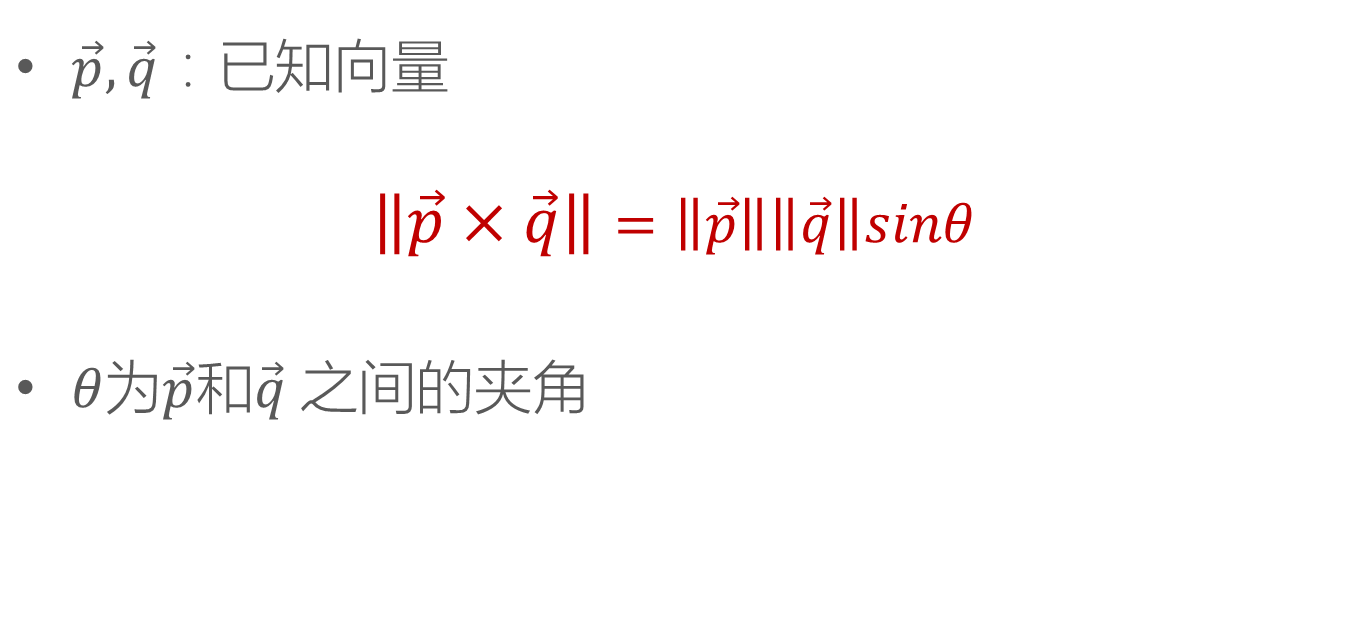 • p⃗, q⃗ : 已知向量
‖p⃗ × q⃗‖ = ‖p⃗‖‖q⃗‖sinθ
• θ为p⃗和q⃗ 之间的夹角